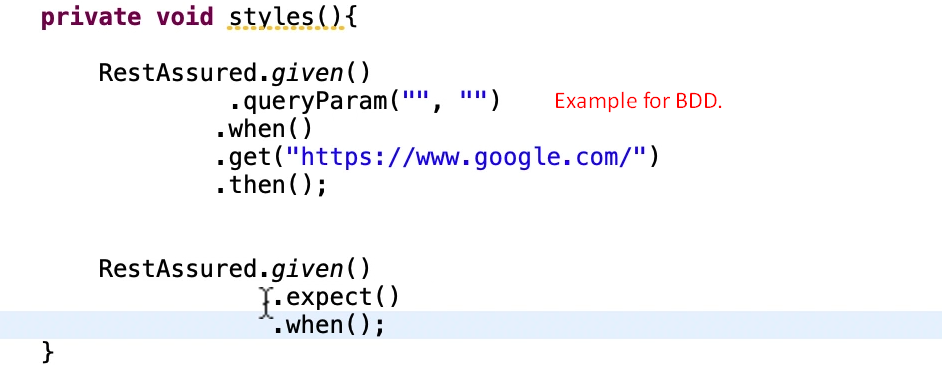 private void styles(){
RestAssured.given()
.queryParam("", "") Example for BDD.
.when()
.get("https://www.google.com/")
.then();
RestAssured.given()
.expect()
.when();
}